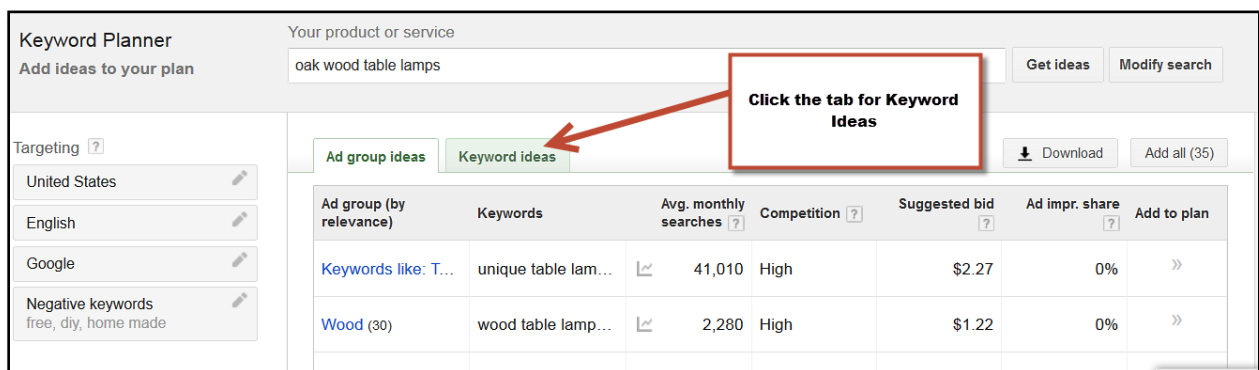 Keyword Planner
Add ideas to your plan
Your product or service
oak wood table lamps
Get ideas
Modify search
Click the tab for Keyword
Ideas
Targeting ?
United States
English
Google
Negative keywords
free, diy, home made
Ad group ideas
Keyword ideas
Download
Add all (35)
Ad group (by
relevance)
Keywords
Avg. monthly
searches ?
Competition ?
Suggested bid
?
Ad impr. share
?
Add to plan
Keywords like: T... unique table lam... 41,010 High $2.27 0% »
Wood (30) wood table lamp... 2,280 High $1.22 0% »